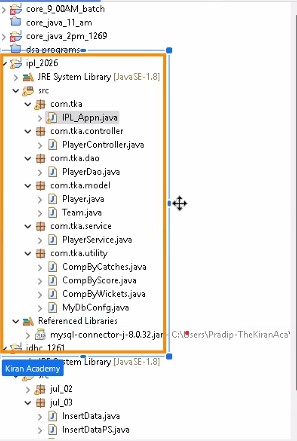 core_9_00AM_batch
core_java_11_am
core_java_2pm_1269
dsa programs
ipl_2026
JRE System Library [JavaSE-1.8]
src
com.tka
IPL_Appn.java
com.tka.controller
PlayerController.java
com.tka.dao
PlayerDao.java
com.tka.model
Player.java
Team.java
com.tka.service
PlayerService.java
com.tka.utility
CompByCatches.java
CompByScore.java
CompByWickets.java
MyDbConfg.java
Referenced Libraries
mysql-connector-j-8.0.32.jar - C:\Users\Pradip-TheKiranAca
jdbc_1261
JRE System Library [JavaSE-1.8]
Kiran Academy
src
jul_02
jul_03
InsertData.java
InsertDataPS.java